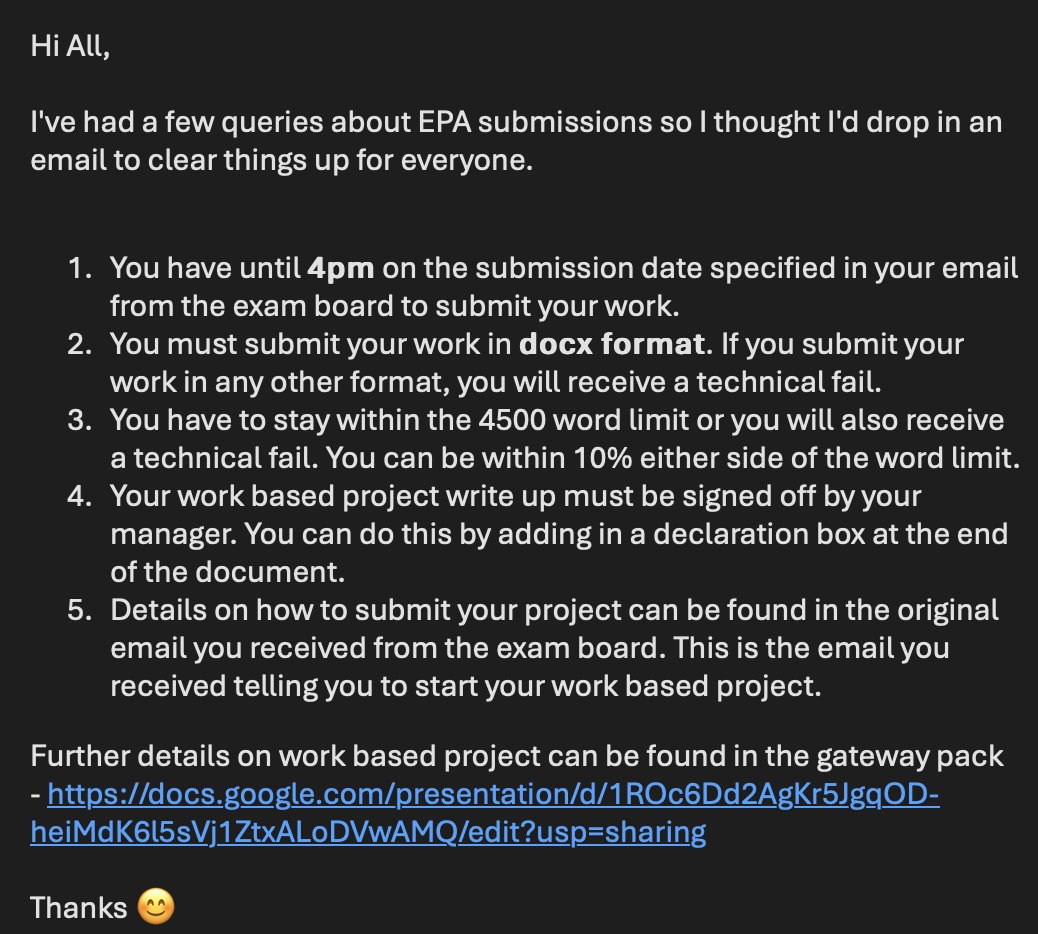 Hi All,
I've had a few queries about EPA submissions so I thought I'd drop in an
email to clear things up for everyone.
1. You have until 4pm on the submission date specified in your email
from the exam board to submit your work.
2. You must submit your work in docx format. If you submit your
work in any other format, you will receive a technical fail.
3. You have to stay within the 4500 word limit or you will also receive
a technical fail. You can be within 10% either side of the word limit.
4. Your work based project write up must be signed off by your
manager. You can do this by adding in a declaration box at the end
of the document.
5. Details on how to submit your project can be found in the original
email you received from the exam board. This is the email you
received telling you to start your work based project.
Further details on work based project can be found in the gateway pack
- https://docs.google.com/presentation/d/1ROc6Dd2AgKr5JgqOD-
heiMdK6l5sVj1ZtxALoDVwAMQ/edit?usp=sharing
Thanks 😊